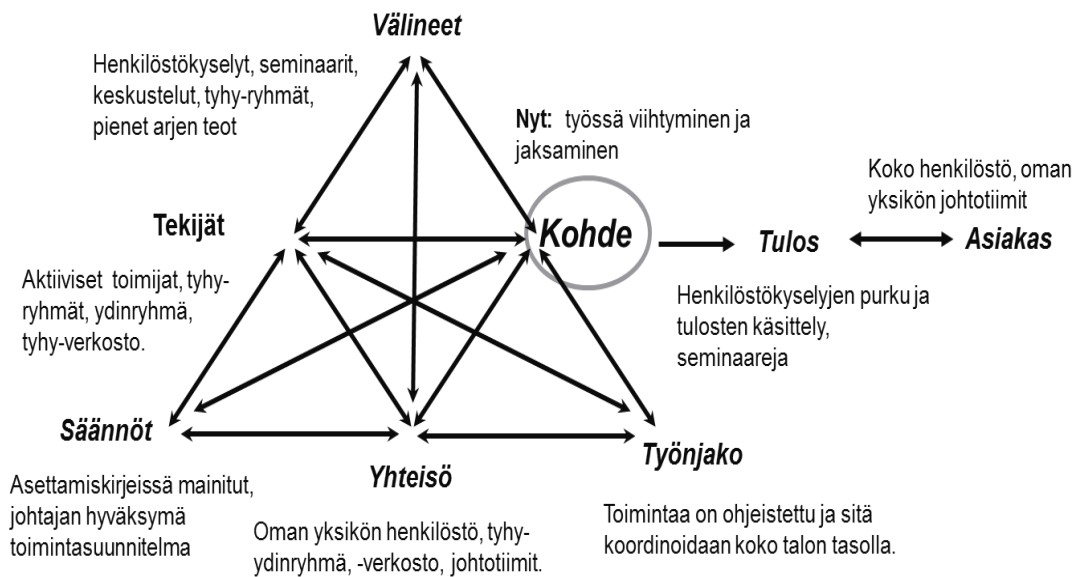 Välineet
Henkilöstökyselyt, seminaarit,
keskustelut, tyhy-ryhmät,
pienet arjen teot
Nyt: työssä viihtyminen ja
jaksaminen
Koko henkilöstö, oman
yksikön johtotiimit
Tekijät
Kohde
Tulos
Asiakas
Aktiiviset toimijat, tyhy-
ryhmät, ydinryhmä,
tyhy-verkosto.
Henkilöstökyselyjen purku ja
tulosten käsittely,
seminaareja
Säännöt
Yhteisö
Työnjako
Asettamiskirjeissä mainitut,
johtajan hyväksymä
toimintasuunnitelma
Oman yksikön henkilöstö, tyhy-
ydinryhmä, -verkosto, johtotiimit.
Toimintaa on ohjeistettu ja sitä
koordinoidaan koko talon tasolla.